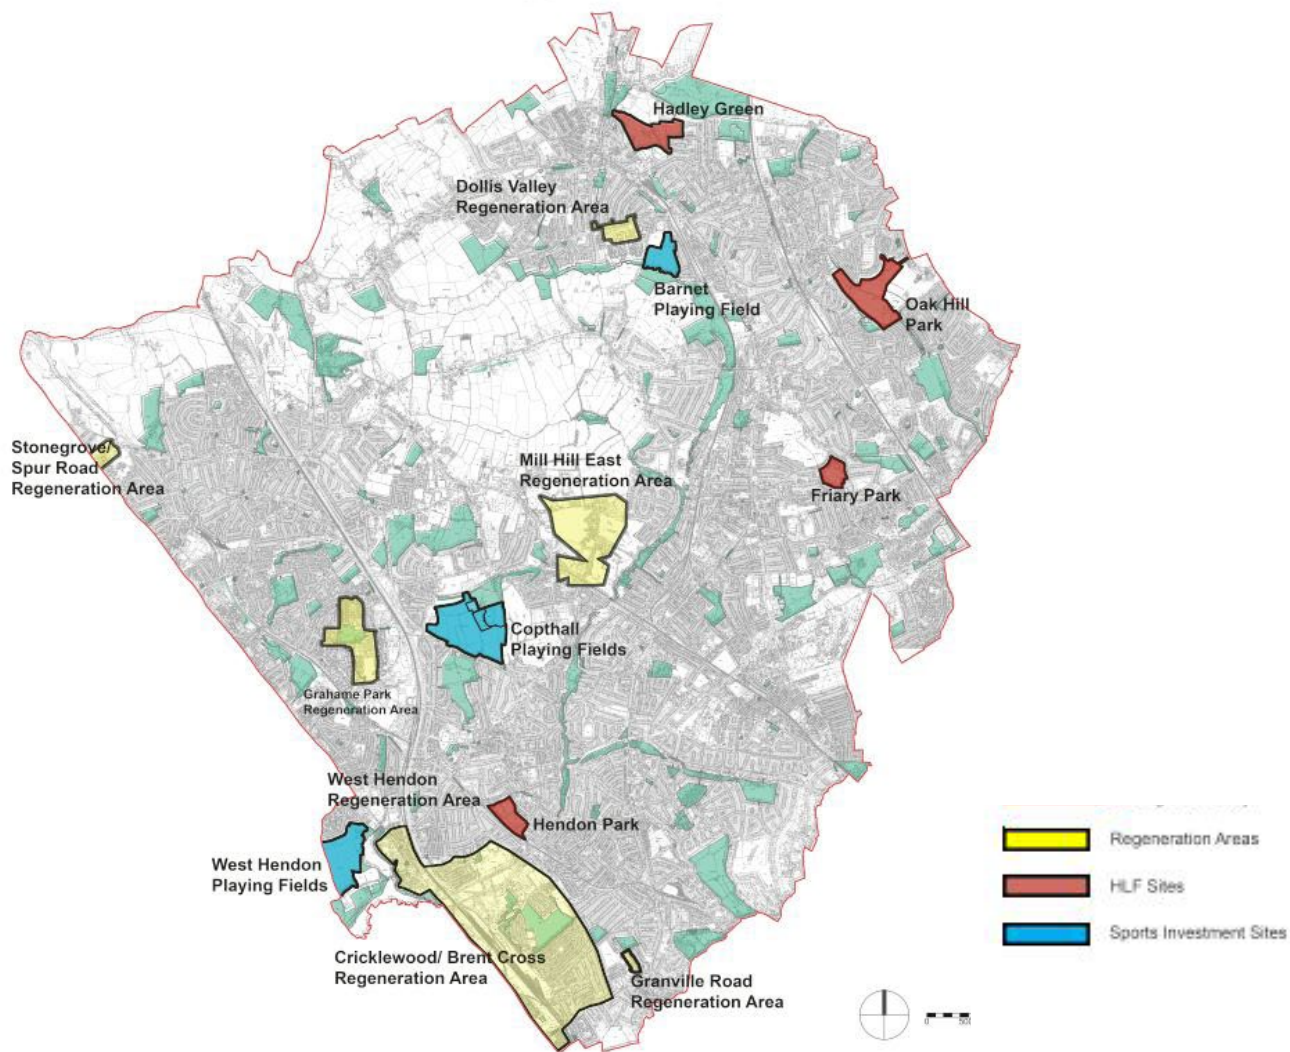 Hadley Green
Dollis Valley
Regeneration Area
Barnet
Playing Field
Oak Hill
Park
Stonegrove/
Spur Road
Regeneration Area
Mill Hill East
Regeneration Area
Friary Park
Copthall
Playing Fields
Grahame Park
Regeneration Area
West Hendon
Regeneration Area
Hendon Park
West Hendon
Playing Fields
Cricklewood/ Brent Cross
Regeneration Area
Granville Road
Regeneration Area
Regeneration Areas
HLF Sites
Sports Investment Sites
0